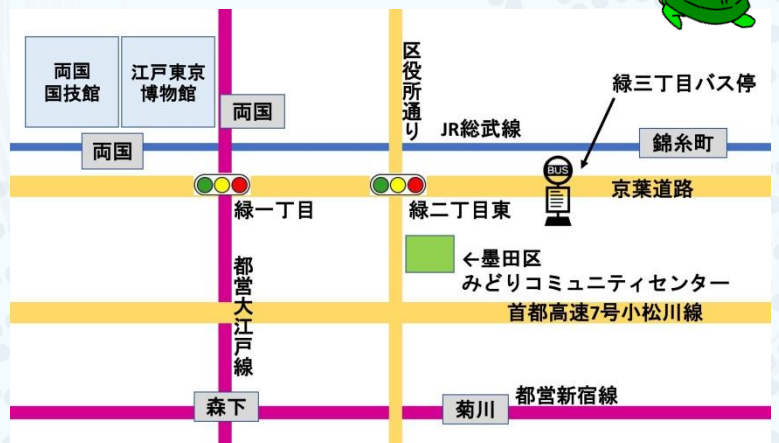 両国
国技館
江戸東京
博物館
両国
区役所通り
緑三丁目バス停
両国
JR総武線
錦糸町
BUS
京葉道路
緑一丁目
緑二丁目東
←墨田区
みどりコミュニティセンター
都営大江戸線
首都高速7号小松川線
森下
菊川
都営新宿線